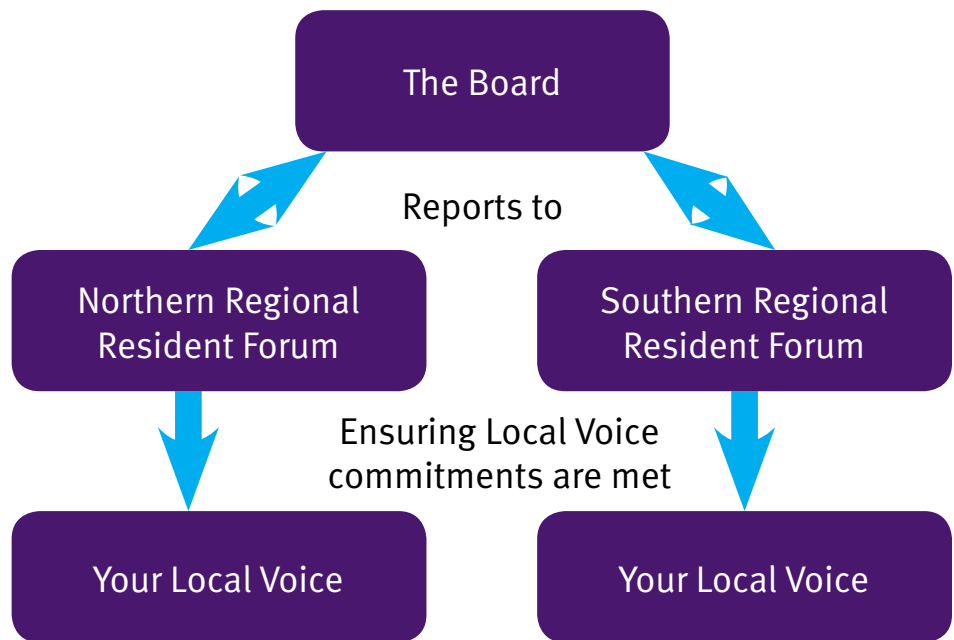 The Board
Reports to
Northern Regional
Resident Forum
Southern Regional
Resident Forum
Ensuring Local Voice
commitments are met
Your Local Voice
Your Local Voice